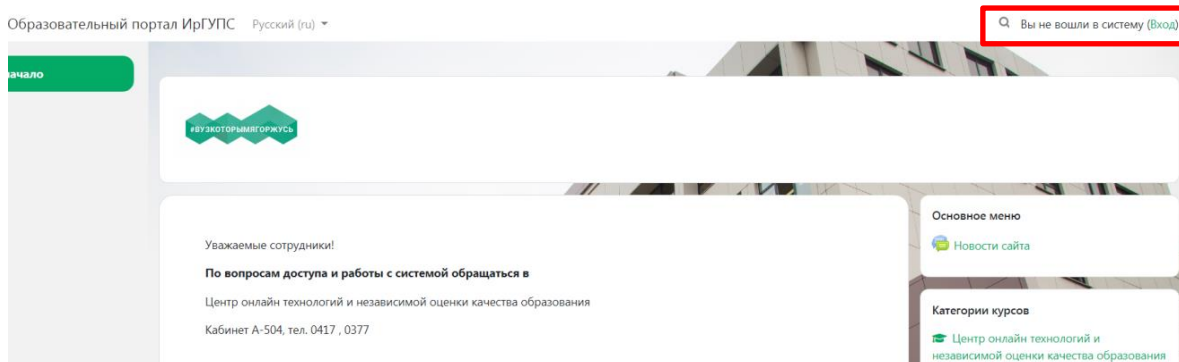 Образовательный портал ИрГУПС Русский (ru)
Вы не вошли в систему (Вход)
начало
#ВУЗКОТОРЫМЯГОРЖУСЬ
Уважаемые сотрудники!
По вопросам доступа и работы с системой обращаться в
Центр онлайн технологий и независимой оценки качества образования
Кабинет А-504, тел. 0417 , 0377
Основное меню
Новости сайта
Категории курсов
Центр онлайн технологий и
независимой оценки качества образования